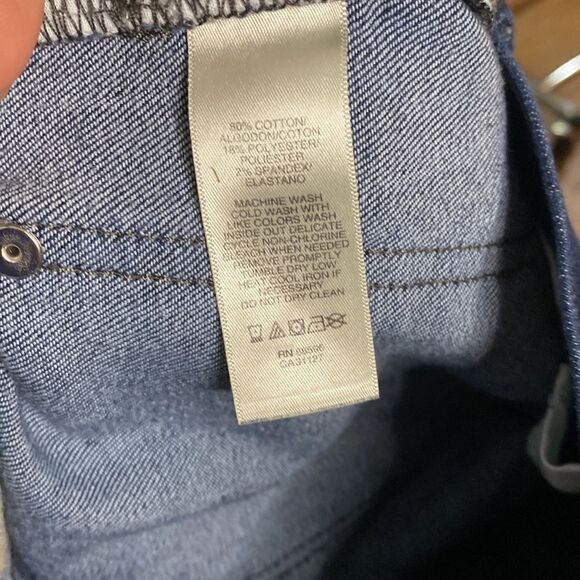 80% COTTON/
ALGODON/COTON
18% POLYESTER/
POLIESTER
2% SPANDEX/
ELASTANO
MACHINE WASH
COLD WASH WITH
LIKE COLORS WASH
INSIDE OUT DELICATE
CYCLE NON-CHLORINE
BLEACH WHEN NEEDED
REMOVE PROMPTLY
TUMBLE DRY LOW
HEAT COOL IRON IF
NECESSARY
DO NOT DRY CLEAN
RN
CA31127